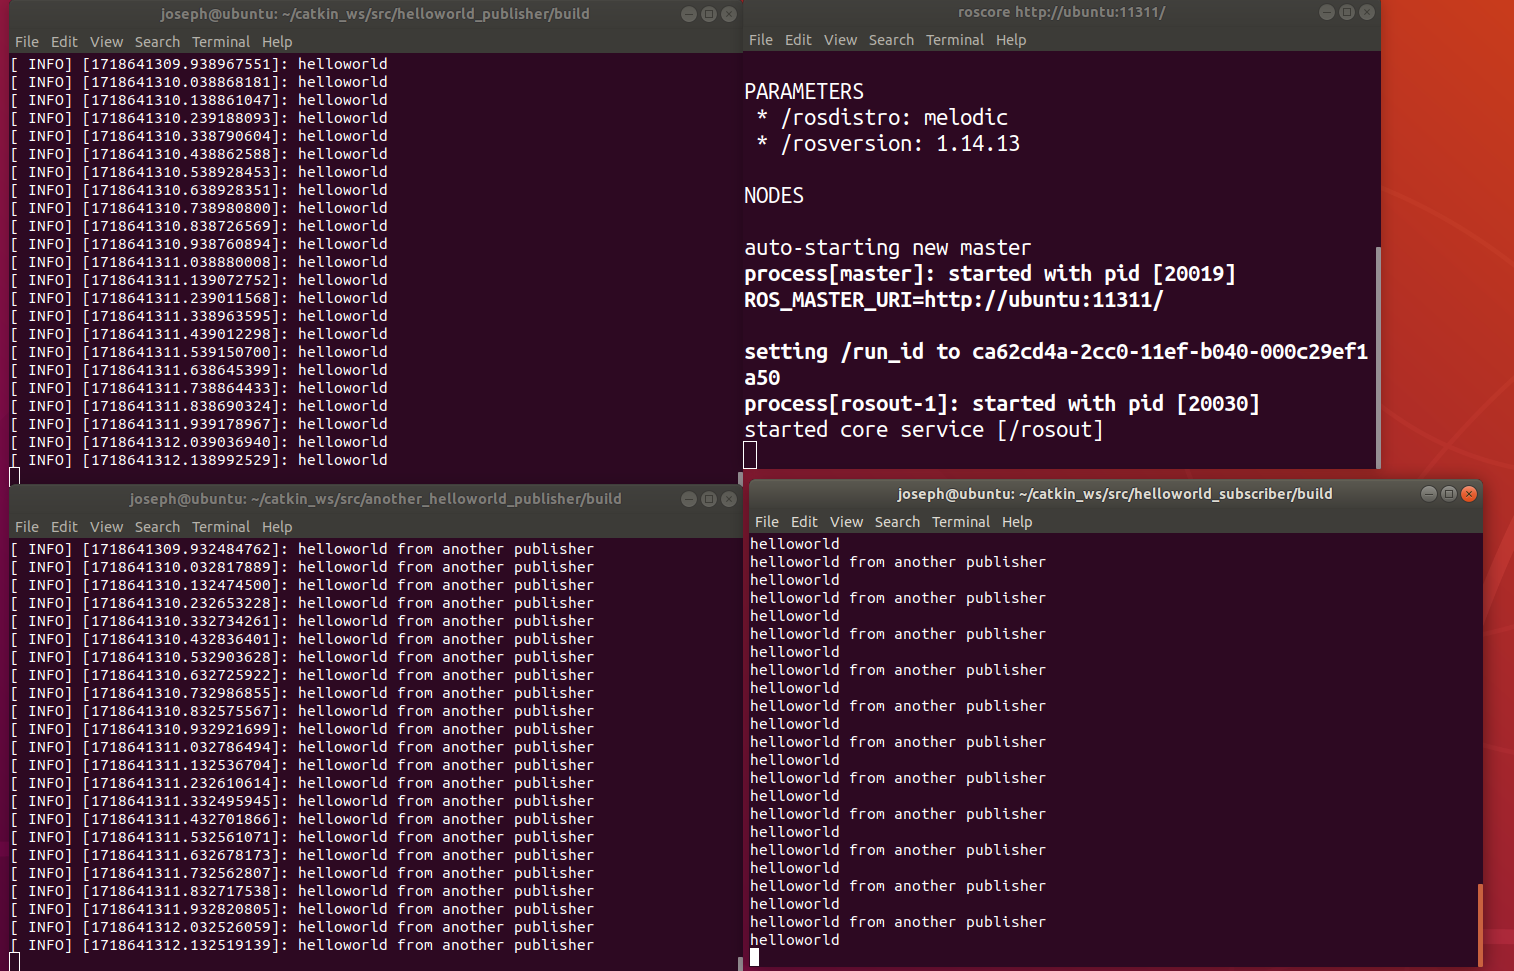 joseph@ubuntu: ~/catkin_ws/src/helloworld_publisher/build
File Edit View Search Terminal Help
[ INFO] [1718641309.938967551]: helloworld
[ INFO] [1718641310.038868181]: helloworld
[ INFO] [1718641310.138861047]: helloworld
[ INFO] [1718641310.239188093]: helloworld
[ INFO] [1718641310.338790604]: helloworld
[ INFO] [1718641310.438862588]: helloworld
[ INFO] [1718641310.538928453]: helloworld
[ INFO] [1718641310.638928351]: helloworld
[ INFO] [1718641310.738980800]: helloworld
[ INFO] [1718641310.838726569]: helloworld
[ INFO] [1718641310.938760894]: helloworld
[ INFO] [1718641311.038880008]: helloworld
[ INFO] [1718641311.139072752]: helloworld
[ INFO] [1718641311.239011568]: helloworld
[ INFO] [1718641311.338963595]: helloworld
[ INFO] [1718641311.439012298]: helloworld
[ INFO] [1718641311.539150700]: helloworld
[ INFO] [1718641311.638645399]: helloworld
[ INFO] [1718641311.738864433]: helloworld
[ INFO] [1718641311.838690324]: helloworld
[ INFO] [1718641311.939178967]: helloworld
[ INFO] [1718641312.039036940]: helloworld
[ INFO] [1718641312.138992529]: helloworld
roscore http://ubuntu:11311/
File Edit View Search Terminal Help
PARAMETERS
* /rosdistro: melodic
* /rosversion: 1.14.13
NODES
auto-starting new master
process[master]: started with pid [20019]
ROS_MASTER_URI=http://ubuntu:11311/
setting /run_id to ca62cd4a-2cc0-11ef-b040-000c29ef1
a50
process[rosout-1]: started with pid [20030]
started core service [/rosout]
joseph@ubuntu: ~/catkin_ws/src/another_helloworld_publisher/build
File Edit View Search Terminal Help
[ INFO] [1718641309.932484762]: helloworld from another publisher
[ INFO] [1718641310.032817889]: helloworld from another publisher
[ INFO] [1718641310.132474500]: helloworld from another publisher
[ INFO] [1718641310.232653228]: helloworld from another publisher
[ INFO] [1718641310.332734261]: helloworld from another publisher
[ INFO] [1718641310.432836401]: helloworld from another publisher
[ INFO] [1718641310.532903628]: helloworld from another publisher
[ INFO] [1718641310.632725922]: helloworld from another publisher
[ INFO] [1718641310.732986855]: helloworld from another publisher
[ INFO] [1718641310.832575567]: helloworld from another publisher
[ INFO] [1718641310.932921699]: helloworld from another publisher
[ INFO] [1718641311.032786494]: helloworld from another publisher
[ INFO] [1718641311.132536704]: helloworld from another publisher
[ INFO] [1718641311.232610614]: helloworld from another publisher
[ INFO] [1718641311.332495945]: helloworld from another publisher
[ INFO] [1718641311.432701866]: helloworld from another publisher
[ INFO] [1718641311.532561071]: helloworld from another publisher
[ INFO] [1718641311.632678173]: helloworld from another publisher
[ INFO] [1718641311.732562807]: helloworld from another publisher
[ INFO] [1718641311.832717538]: helloworld from another publisher
[ INFO] [1718641311.932820805]: helloworld from another publisher
[ INFO] [1718641312.032526059]: helloworld from another publisher
[ INFO] [1718641312.132519139]: helloworld from another publisher
joseph@ubuntu: ~/catkin_ws/src/helloworld_subscriber/build
File Edit View Search Terminal Help
helloworld
helloworld from another publisher
helloworld
helloworld from another publisher
helloworld
helloworld from another publisher
helloworld
helloworld from another publisher
helloworld
helloworld from another publisher
helloworld
helloworld from another publisher
helloworld
helloworld from another publisher
helloworld
helloworld from another publisher
helloworld
helloworld from another publisher
helloworld
helloworld from another publisher
helloworld
helloworld from another publisher
helloworld